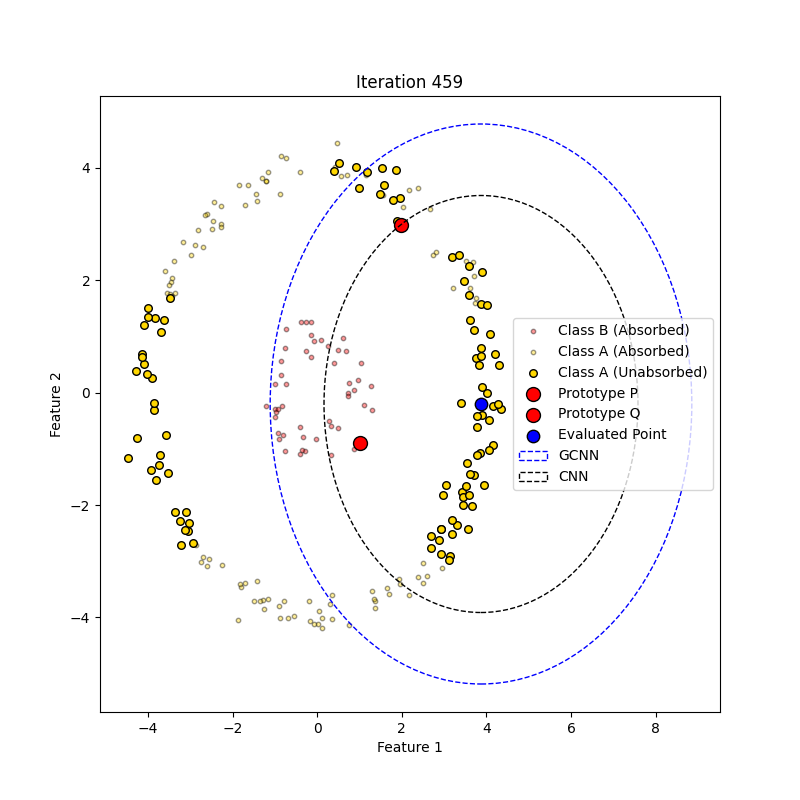 Iteration 459
Feature 2
4
2
0
−2
−4
Class B (Absorbed)
Class A (Absorbed)
Class A (Unabsorbed)
Prototype P
Prototype Q
Evaluated Point
GCNN
CNN
−4 −2 0 2 4 6 8
Feature 1